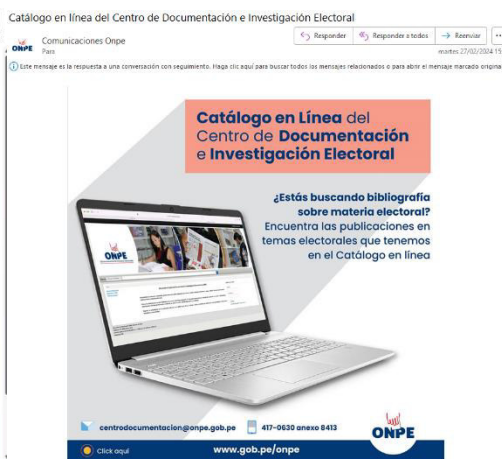 Catálogo en línea del Centro de Documentación e Investigación Electoral
Responder
Responder a todos
Reenviar
ONPE
Comunicaciones Onpe
Para
martes 27/02/2024 15
Este mensaje es la respuesta a una conversación con seguimiento. Haga clic aquí para buscar todos los mensajes relacionados o para abrir el mensaje marcado origina
Catálogo en Línea del
Centro de Documentación
e Investigación Electoral
¿Estás buscando bibliografía
sobre materia electoral?
Encuentra las publicaciones en
temas electorales que tenemos
en el Catálogo en línea
ONPE
centrodocumentacion@onpe.gob.pe
417-0630 anexo 8413
ONPE
Click aquí
www.gob.pe/onpe